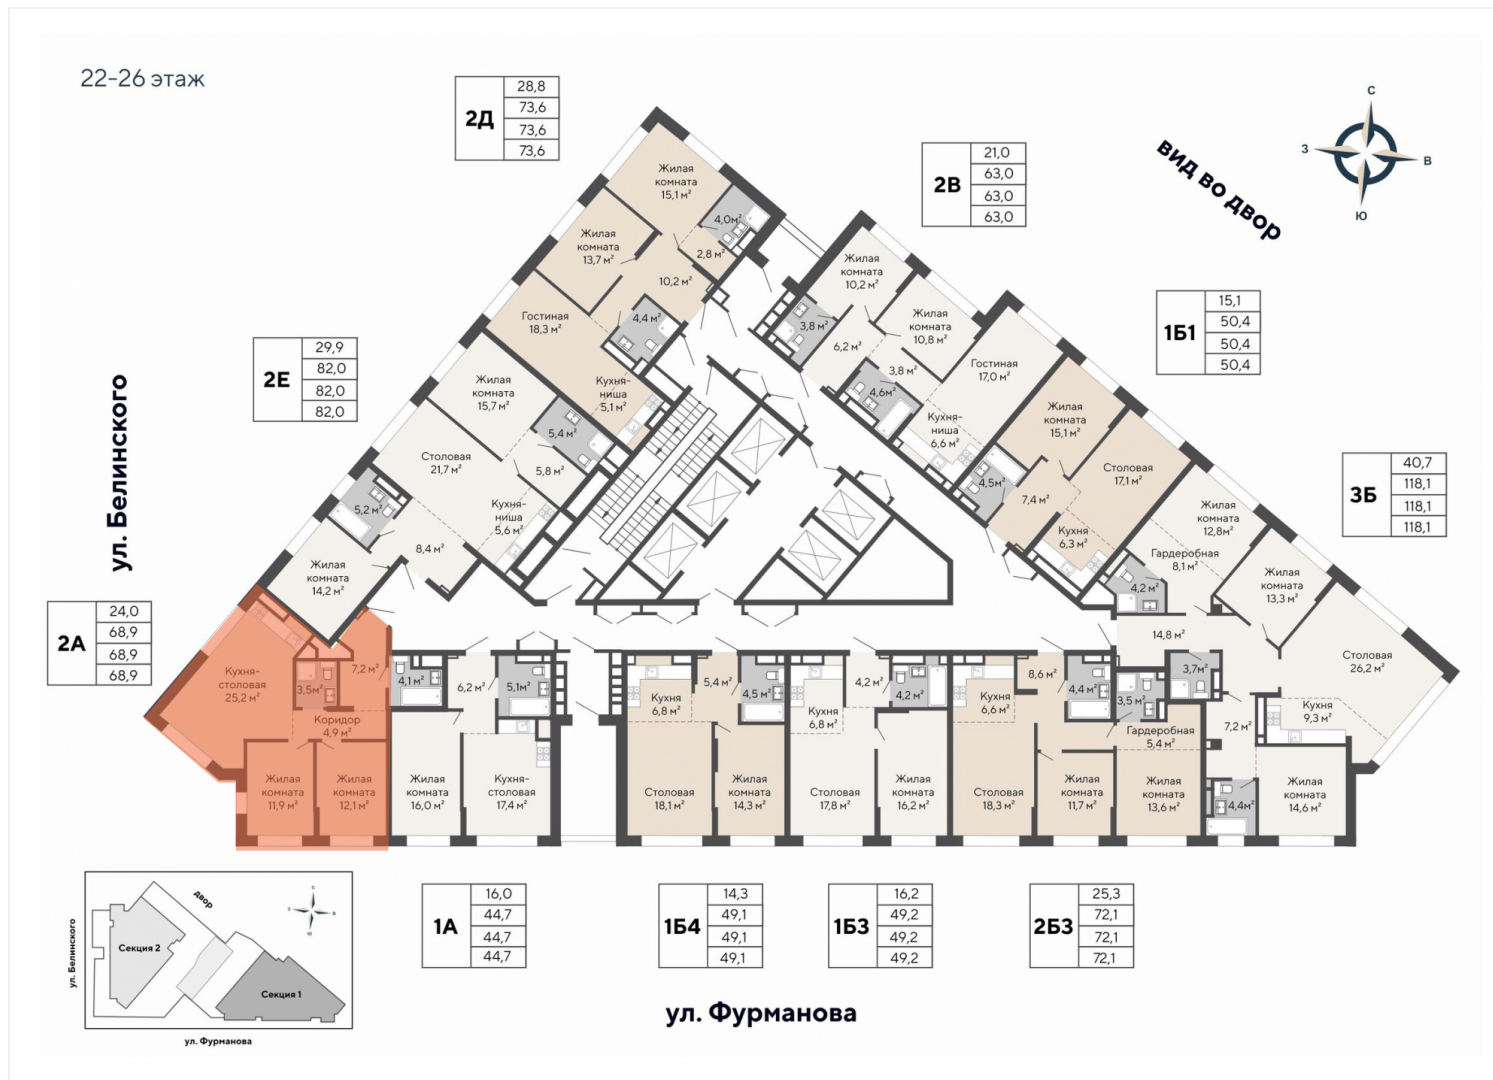 22–26 этаж
2Д
28,8
73,6
73,6
73,6
2В
21,0
63,0
63,0
63,0
С
З
В
Ю
вид во двор
1Б1
15,1
50,4
50,4
50,4
2Е
29,9
82,0
82,0
82,0
3Б
40,7
118,1
118,1
118,1
ул. Белинского
2А
24,0
68,9
68,9
68,9
Жилая
комната
15,1 м²
4,0м²
2,8 м²
Жилая
комната
13,7 м²
10,2 м²
Гостиная
18,3 м²
4,4 м²
Кухня-
ниша
5,1 м²
Жилая
комната
15,7 м²
5,4 м²
5,8 м²
Столовая
21,7 м²
Кухня-
ниша
5,6 м²
5,2 м²
8,4 м²
Жилая
комната
14,2 м²
Жилая
комната
10,2 м²
3,8 м²
6,2 м²
Жилая
комната
10,8 м²
3,8 м²
4,6м²
Гостиная
17,0 м²
Кухня-
ниша
6,6 м²
Жилая
комната
15,1 м²
4,5м²
7,4 м²
Столовая
17,1 м²
Кухня
6,3 м²
Жилая
комната
12,8м²
Гардеробная
8,1 м²
4,2 м²
Жилая
комната
13,3 м²
14,8 м²
Столовая
26,2 м²
3,7м²
3,5 м²
Кухня
9,3 м²
7,2 м²
4,4м²
Жилая
комната
14,6 м²
Кухня-
столовая
25,2 м²
7,2 м²
3,5м²
Коридор
4,9 м²
Жилая
комната
11,9 м²
Жилая
комната
12,1 м²
4,1 м²
6,2 м²
5,1м²
Жилая
комната
16,0 м²
Кухня-
столовая
17,4 м²
Кухня
6,8 м²
5,4 м²
4,5 м²
Столовая
18,1 м²
Жилая
комната
14,3 м²
Кухня
6,8 м²
4,2 м²
4,2 м²
Столовая
17,8 м²
Жилая
комната
16,2 м²
Кухня
6,6 м²
8,6 м²
4,4 м²
Гардеробная
5,4 м²
Столовая
18,3 м²
Жилая
комната
11,7 м²
Жилая
комната
13,6 м²
1А
16,0
44,7
44,7
44,7
1Б4
14,3
49,1
49,1
49,1
1Б3
16,2
49,2
49,2
49,2
2Б3
25,3
72,1
72,1
72,1
ул. Фурманова
ул. Белинского
двор
С
З
В
Ю
Секция 2
Секция 1
ул. Фурманова